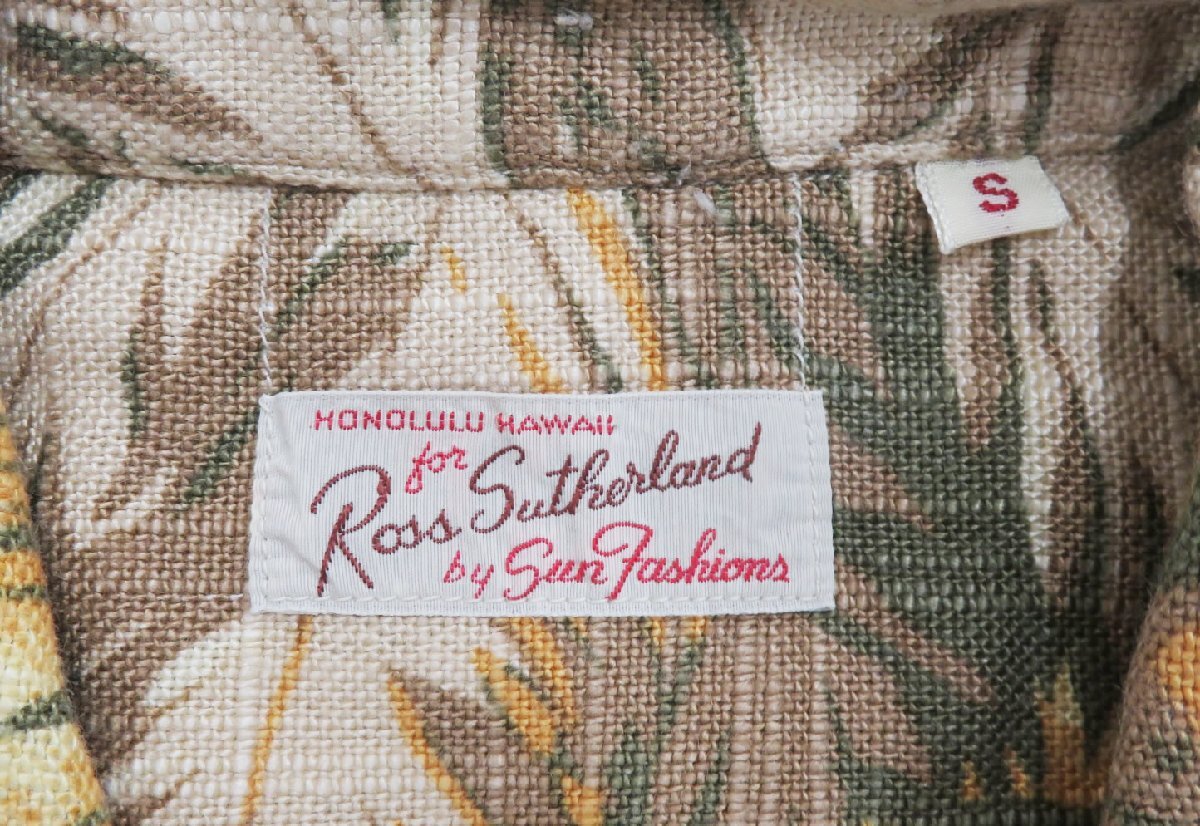 S
HONOLULU HAWAII
for
Ross Sutherland
by Sun Fashions